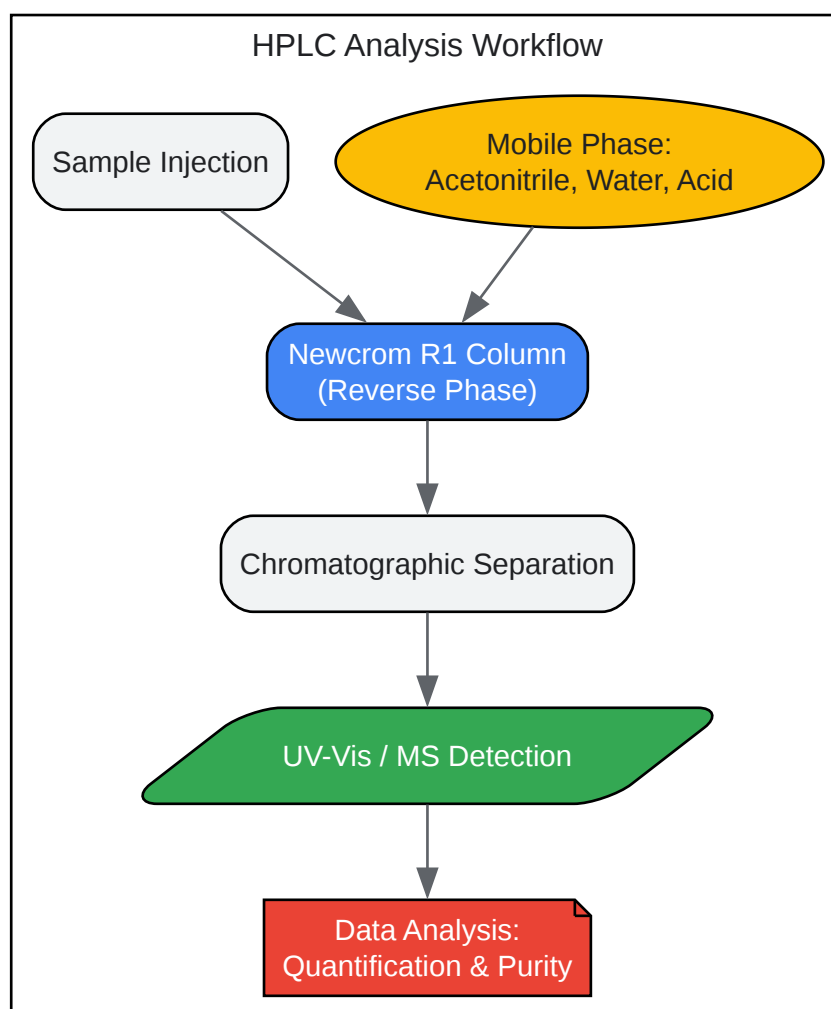 HPLC Analysis Workflow
Sample Injection
Mobile Phase:
Acetonitrile, Water, Acid
Newcrom R1 Column
(Reverse Phase)
Chromatographic Separation
UV-Vis / MS Detection
Data Analysis:
Quantification & Purity